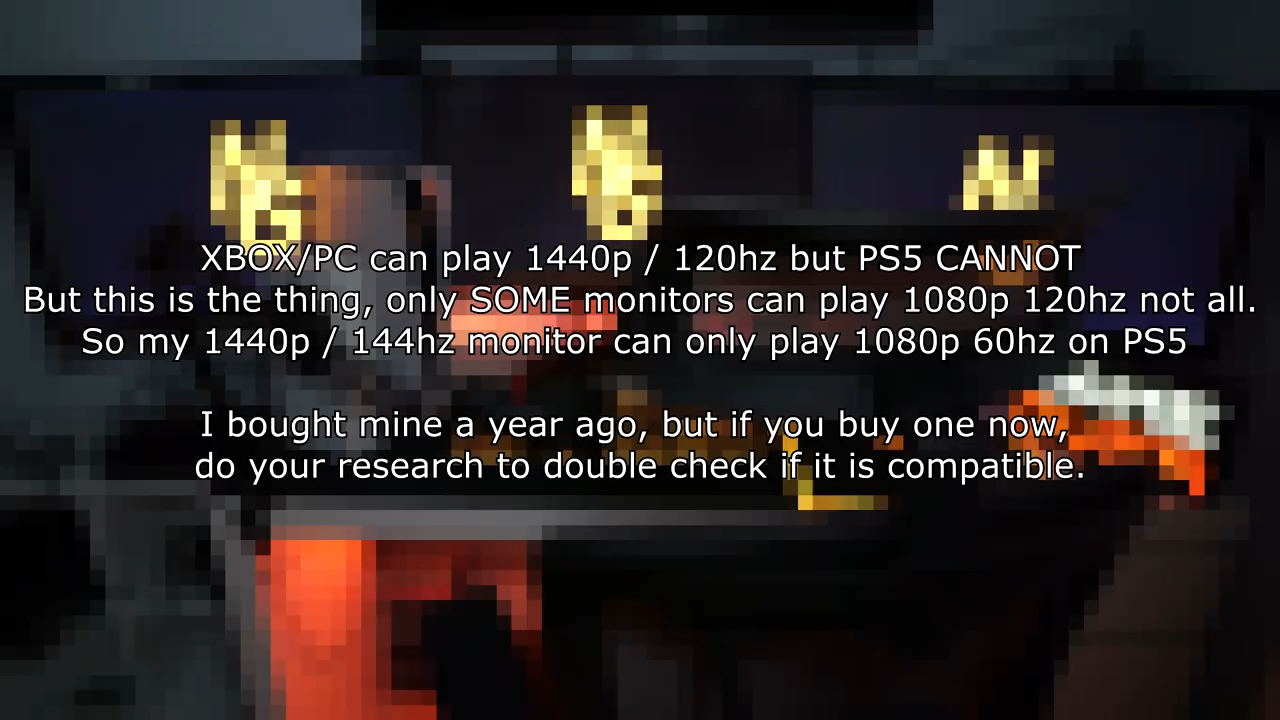 XBOX/PC can play 1440p / 120hz but PS5 CANNOT
But this is the thing, only SOME monitors can play 1080p 120hz not all.
So my 1440p / 144hz monitor can only play 1080p 60hz on PS5
I bought mine a year ago, but if you buy one now,
do your research to double check if it is compatible.